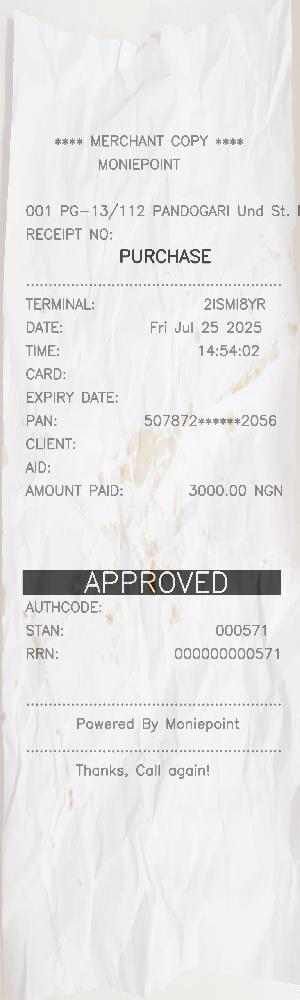 **** MERCHANT COPY ****
MONIEPOINT
001 PG-13/112 PANDOGARI Und St.
RECEIPT NO:
PURCHASE
TERMINAL: 2ISMI8YR
DATE: Fri Jul 25 2025
TIME: 14:54:02
CARD:
EXPIRY DATE:
PAN: 507872******2056
CLIENT:
AID:
AMOUNT PAID: 3000.00 NGN
APPROVED
AUTHCODE:
STAN: 000571
RRN: 000000000571
Powered By Moniepoint
Thanks, Call again!